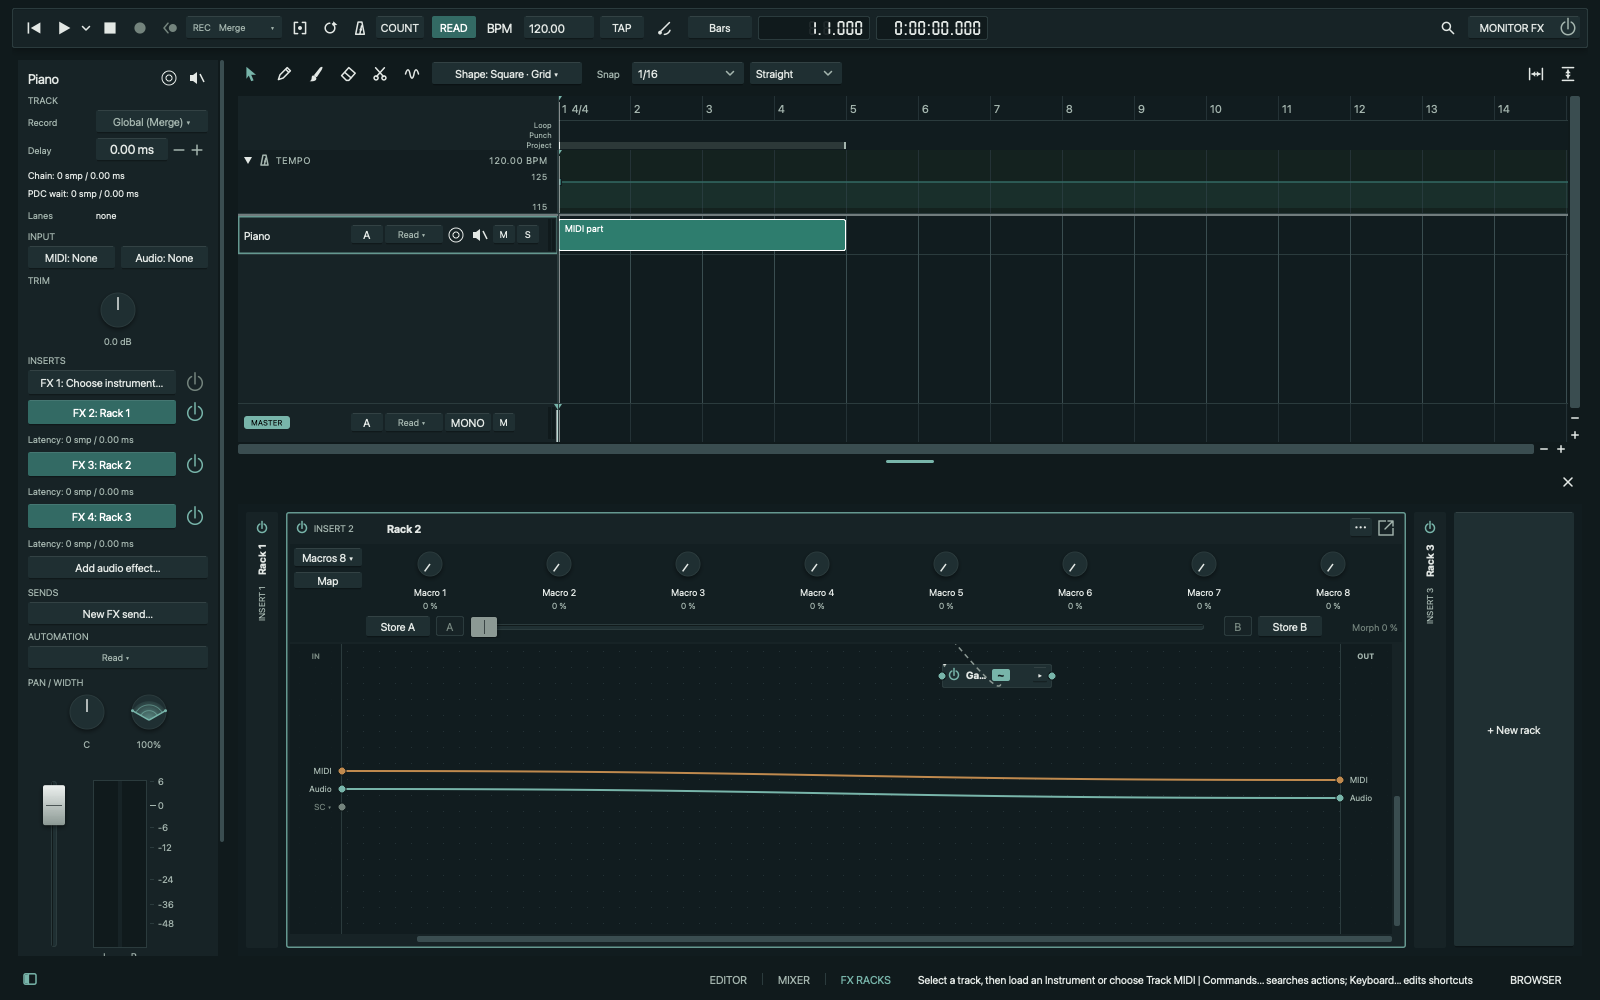 REC Merge
COUNT
READ
BPM
120.00
TAP
Bars
1.1.000
0:00:00.000
MONITOR FX
Piano
TRACK
Record Global (Merge)
Delay 0.00 ms
Chain: 0 smp / 0.00 ms
PDC wait: 0 smp / 0.00 ms
Lanes none
INPUT
MIDI: None Audio: None
TRIM
0.0 dB
INSERTS
FX 1: Choose instrument...
FX 2: Rack 1
Latency: 0 smp / 0.00 ms
FX 3: Rack 2
Latency: 0 smp / 0.00 ms
FX 4: Rack 3
Latency: 0 smp / 0.00 ms
Add audio effect...
SENDS
New FX send...
AUTOMATION
Read
PAN / WIDTH
C 100%
6
0
-6
-12
-24
-36
-48
Shape: Square · Grid
Snap 1/16 Straight
1 4/4 2 3 4 5 6 7 8 9 10 11 12 13 14
Loop
Punch
Project
TEMPO 120.00 BPM
125
115
Piano A Read M S
MIDI part
MASTER A Read MONO M
INSERT 1 Rack 1
INSERT 2 Rack 2
Macros 8
Map
Macro 1 Macro 2 Macro 3 Macro 4 Macro 5 Macro 6 Macro 7 Macro 8
0 % 0 % 0 % 0 % 0 % 0 % 0 % 0 %
Store A A B Store B Morph 0 %
IN OUT
Ga...
MIDI MIDI
Audio Audio
SC
INSERT 3 Rack 3
+ New rack
EDITOR MIXER FX RACKS Select a track, then load an Instrument or choose Track MIDI | Commands... searches actions; Keyboard... edits shortcuts BROWSER